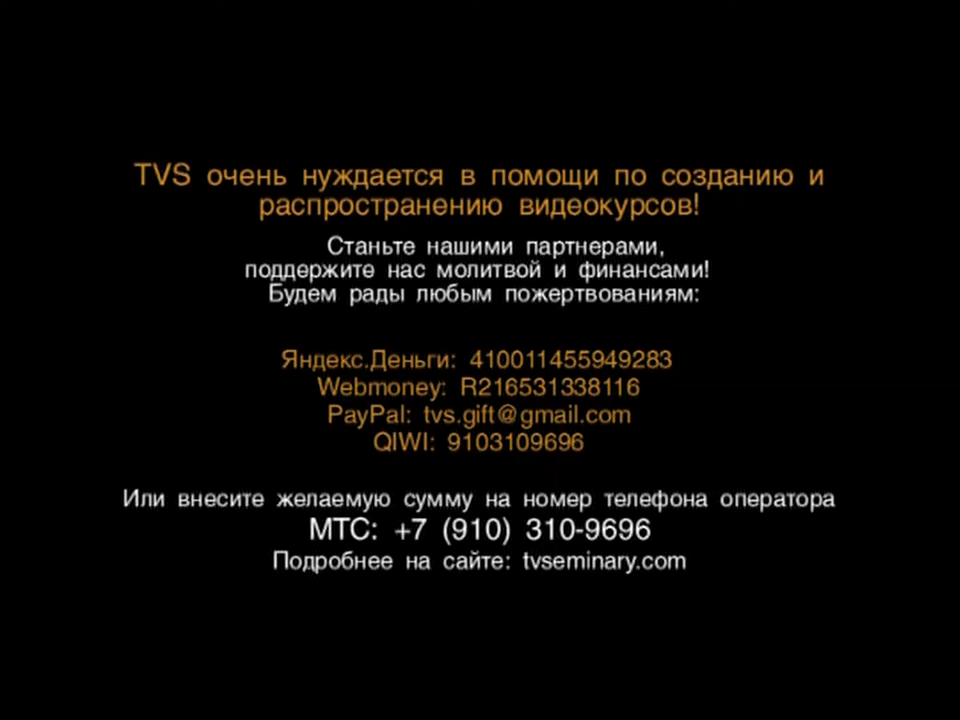 TVS очень нуждается в помощи по созданию и
распространению видеокурсов!
Станьте нашими партнерами,
поддержите нас молитвой и финансами!
Будем рады любым пожертвованиям:
Яндекс.Деньги: 410011455949283
Webmoney: R216531338116
PayPal: tvs.gift@gmail.com
QIWI: 9103109696
Или внесите желаемую сумму на номер телефона оператора
МТС: +7 (910) 310-9696
Подробнее на сайте: tvseminary.com